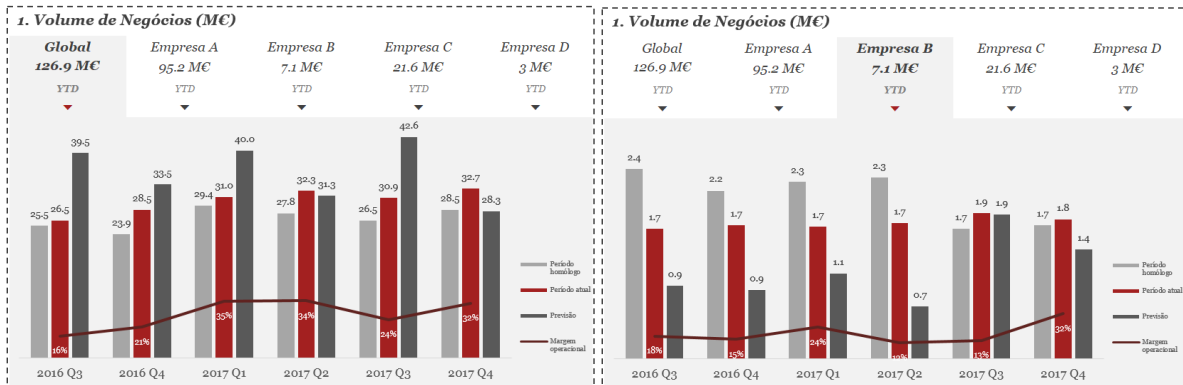 1. Volume de Negócios (M€)
Global Empresa A Empresa B Empresa C Empresa D
126.9 M€ 95.2 M€ 7.1 M€ 21.6 M€ 3 M€
YTD YTD YTD YTD YTD
25.5 26.5 39.5 23.9 28.5 33.5 29.4 31.0 40.0 27.8 32.3 31.3 26.5 30.9 42.6 28.5 32.7 28.3
16% 21% 35% 34% 24% 32%
Período
homólogo
Período atual
Previsão
Margem
operacional
2016 Q3 2016 Q4 2017 Q1 2017 Q2 2017 Q3 2017 Q4
1. Volume de Negócios (M€)
Global Empresa A Empresa B Empresa C Empresa D
126.9 M€ 95.2 M€ 7.1 M€ 21.6 M€ 3 M€
YTD YTD YTD YTD YTD
2.4 1.7 0.9 2.2 1.7 0.9 2.3 1.7 1.1 2.3 1.7 0.7 1.7 1.9 1.9 1.7 1.8 1.4
18% 15% 24% 13% 32%
Período
homólogo
Período atual
Previsão
Margem
operacional
2016 Q3 2016 Q4 2017 Q1 2017 Q2 2017 Q3 2017 Q4